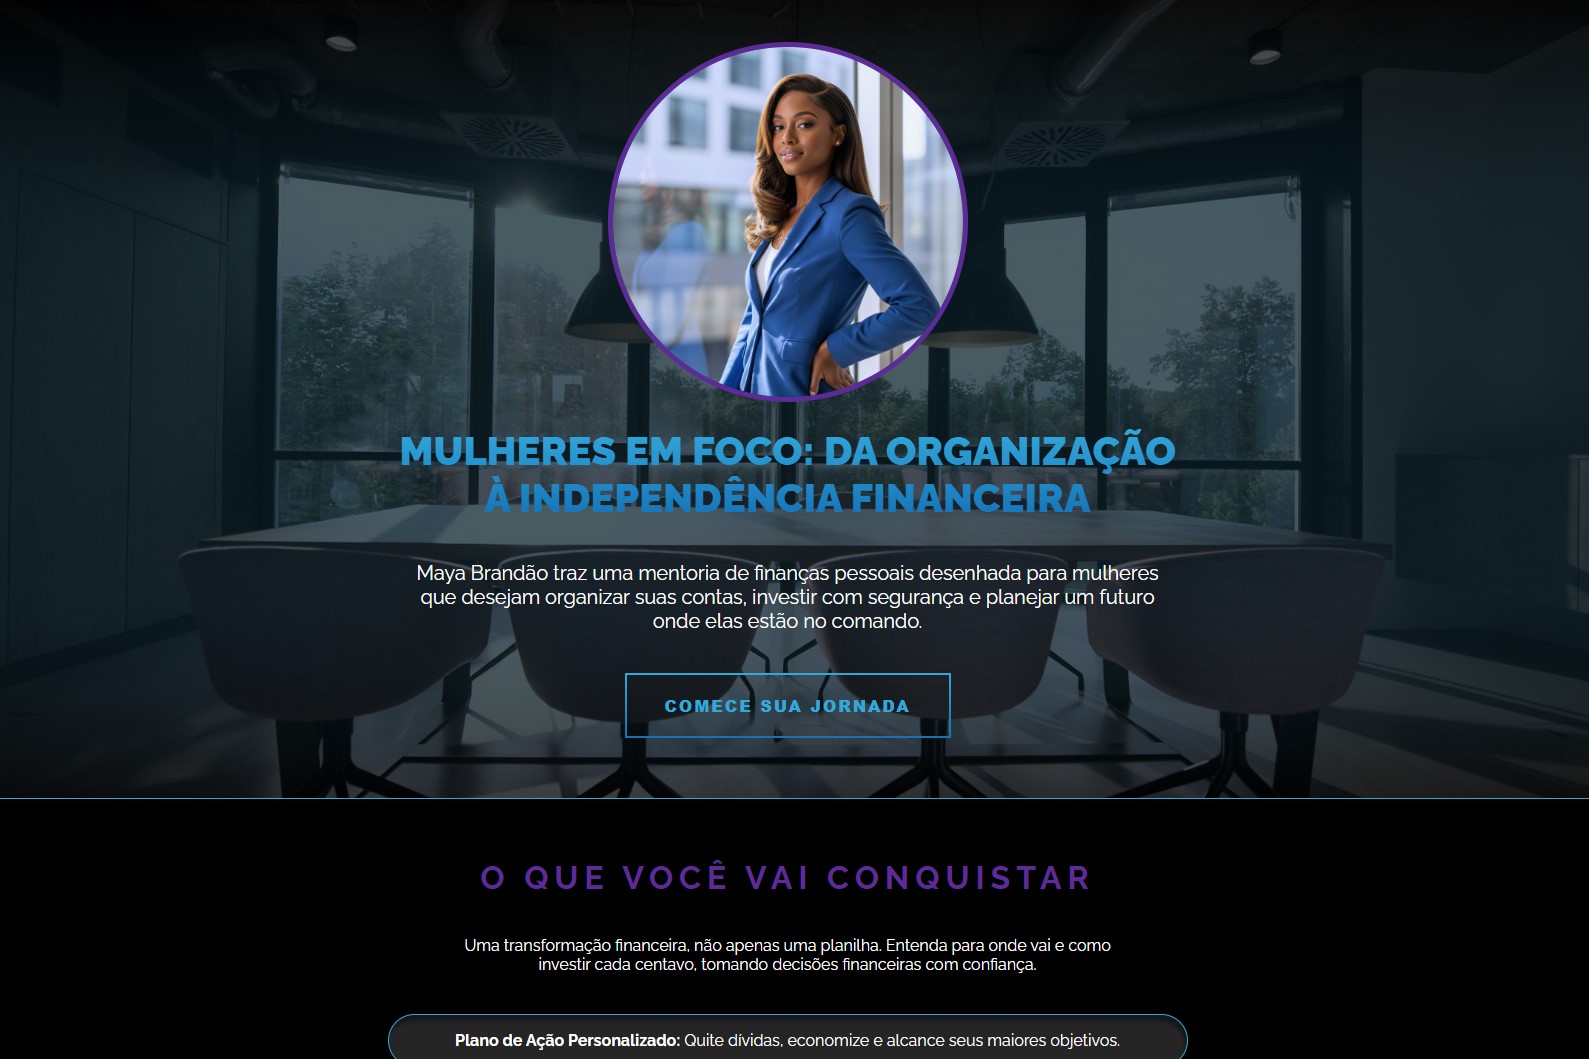 MULHERES EM FOCO: DA ORGANIZAÇÃO
À INDEPENDÊNCIA FINANCEIRA
Maya Brandão traz uma mentoria de finanças pessoais desenhada para mulheres
que desejam organizar suas contas, investir com segurança e planejar um futuro
onde elas estão no comando.
COMECE SUA JORNADA
O QUE VOCÊ VAI CONQUISTAR
Uma transformação financeira, não apenas uma planilha. Entenda para onde vai e como
investir cada centavo, tomando decisões financeiras com confiança.
Plano de Ação Personalizado: Quite dívidas, economize e alcance seus maiores objetivos.